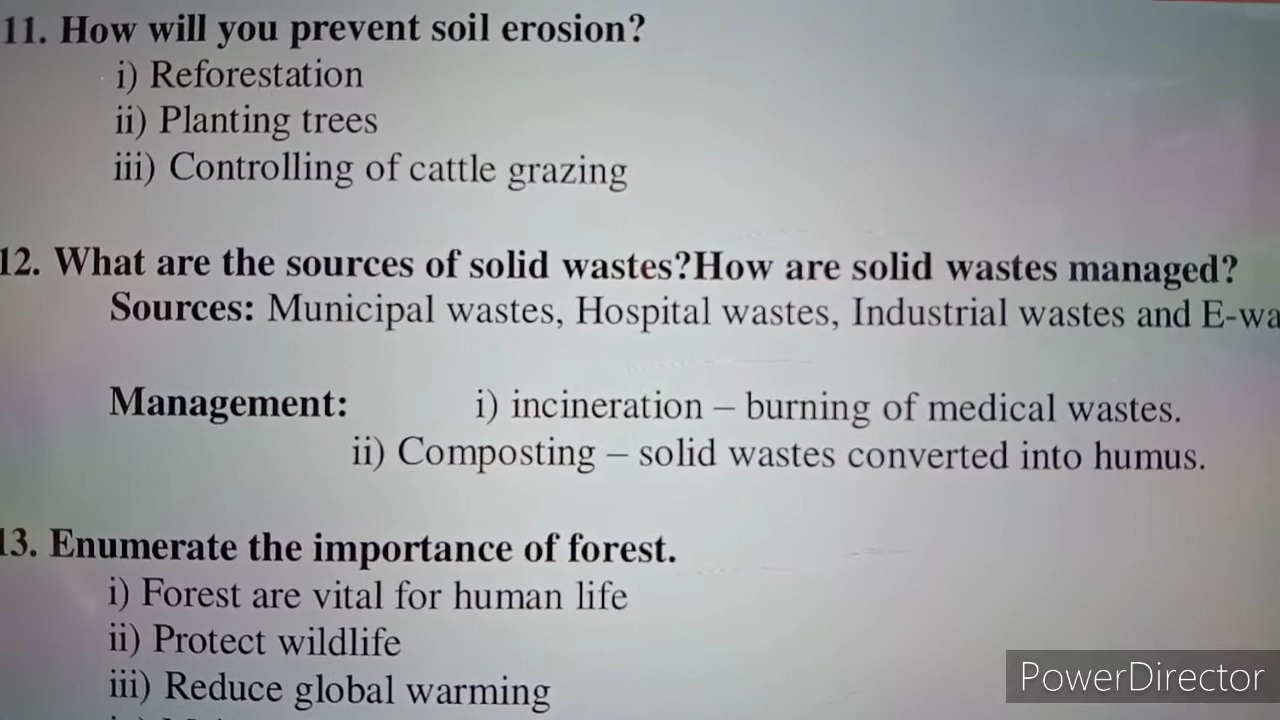 11. How will you prevent soil erosion?
i) Reforestation
ii) Planting trees
iii) Controlling of cattle grazing
12. What are the sources of solid wastes?How are solid wastes managed?
Sources: Municipal wastes, Hospital wastes, Industrial wastes and E-wa
Management: i) incineration – burning of medical wastes.
ii) Composting – solid wastes converted into humus.
13. Enumerate the importance of forest.
i) Forest are vital for human life
ii) Protect wildlife
iii) Reduce global warming
PowerDirector